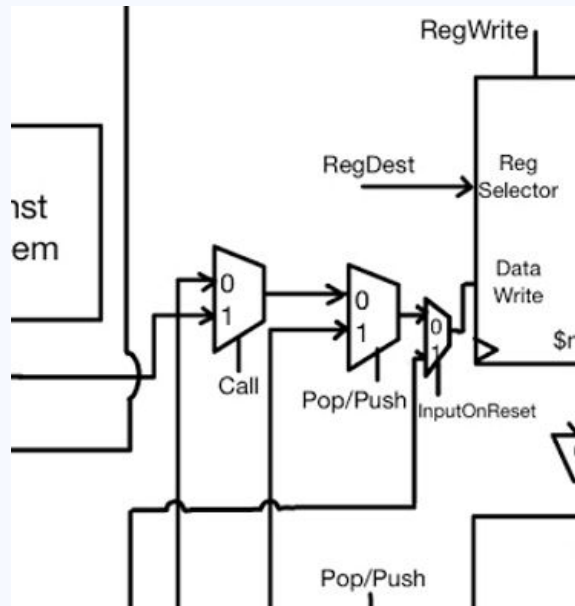 RegWrite
RegDest
Reg
Selector
nst
em
Data
Write
0
1
0
1
0
1
$r
Call
Pop/Push
InputOnReset
Pop/Push